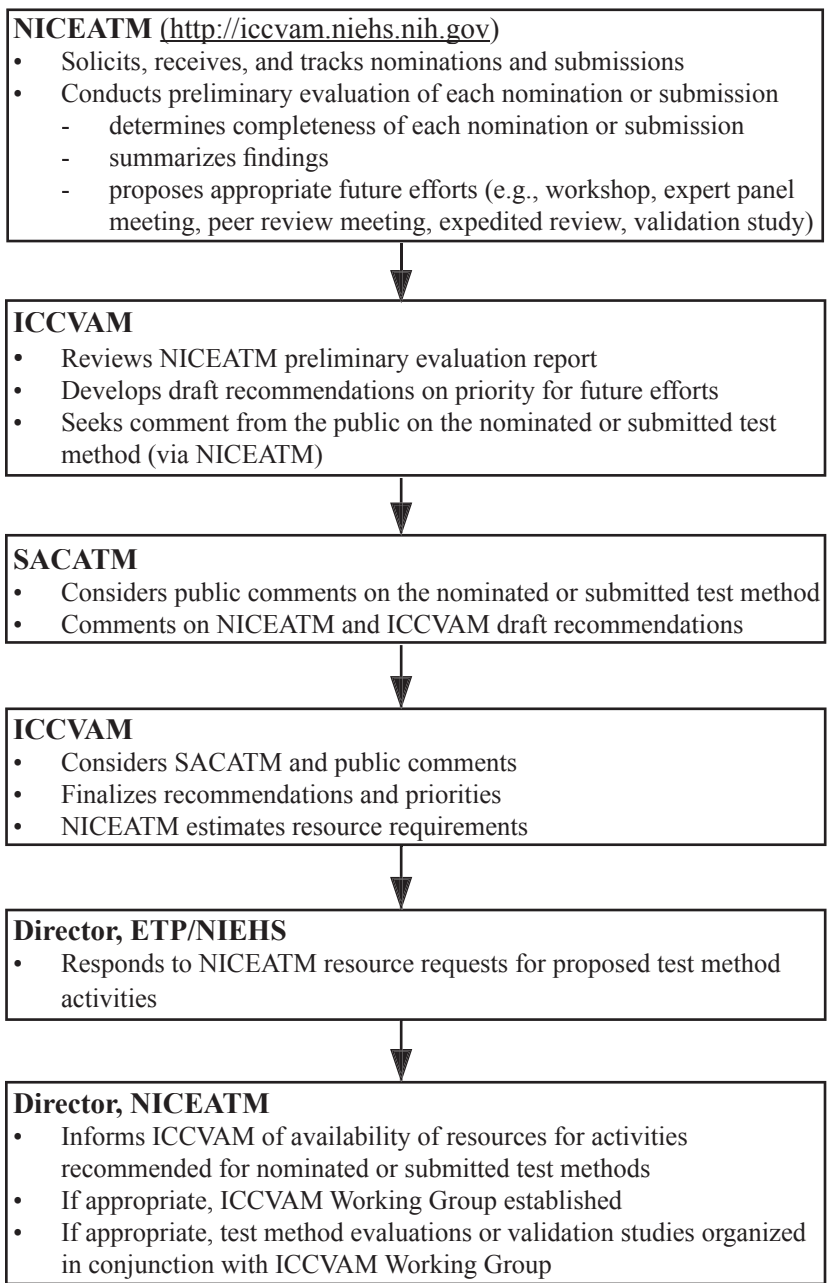 NICEATM (http://iccvam.niehs.nih.gov)
• Solicits, receives, and tracks nominations and submissions
• Conducts preliminary evaluation of each nomination or submission
- determines completeness of each nomination or submission
- summarizes findings
- proposes appropriate future efforts (e.g., workshop, expert panel
meeting, peer review meeting, expedited review, validation study)
ICCVAM
• Reviews NICEATM preliminary evaluation report
• Develops draft recommendations on priority for future efforts
• Seeks comment from the public on the nominated or submitted test
method (via NICEATM)
SACATM
• Considers public comments on the nominated or submitted test method
• Comments on NICEATM and ICCVAM draft recommendations
ICCVAM
• Considers SACATM and public comments
• Finalizes recommendations and priorities
• NICEATM estimates resource requirements
Director, ETP/NIEHS
• Responds to NICEATM resource requests for proposed test method
activities
Director, NICEATM
• Informs ICCVAM of availability of resources for activities
recommended for nominated or submitted test methods
• If appropriate, ICCVAM Working Group established
• If appropriate, test method evaluations or validation studies organized
in conjunction with ICCVAM Working Group